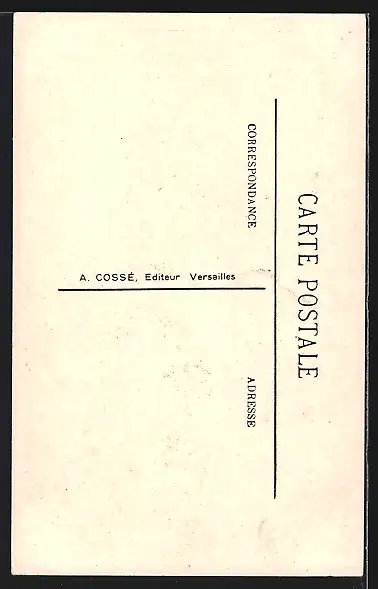 CARTE POSTALE
CORRESPONDANCE
ADRESSE
A. COSSÉ, Editeur Versailles